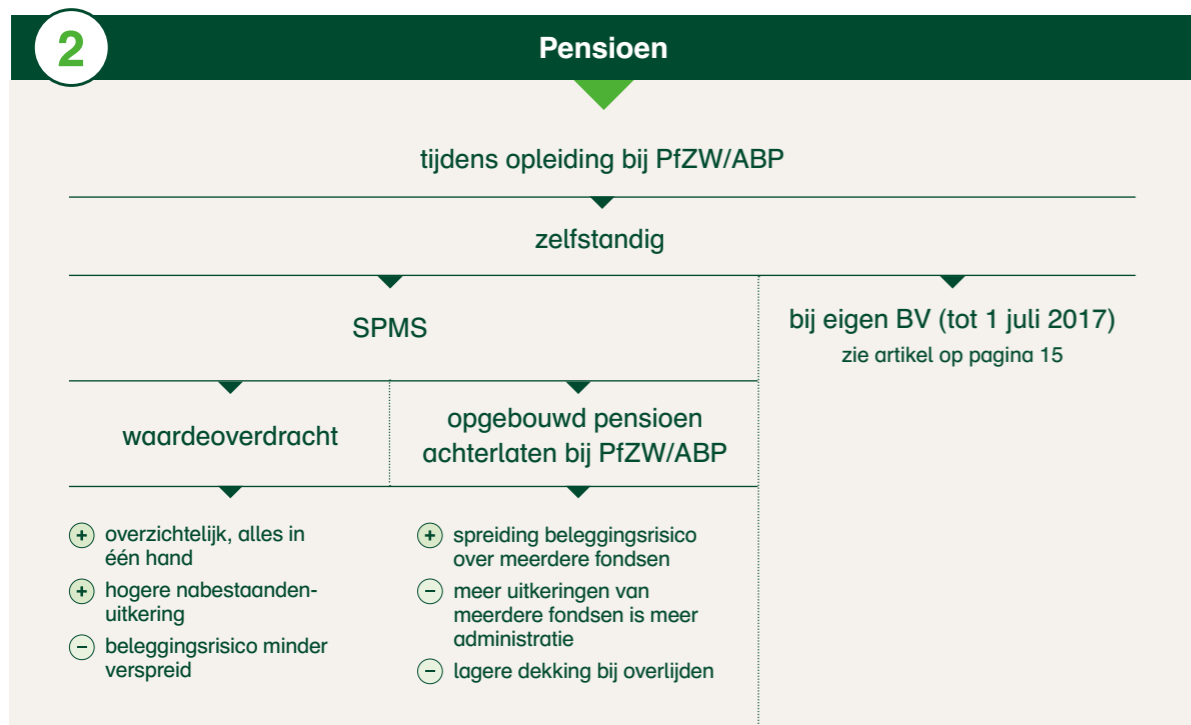 2
Pensioen
tijdens opleiding bij PfZW/ABP
zelfstandig
SPMS
bij eigen BV (tot 1 juli 2017)
zie artikel op pagina 15
waardeoverdracht
opgebouwd pensioen
achterlaten bij PfZW/ABP
+ overzichtelijk, alles in
één hand
+ hogere nabestaanden-
uitkering
− beleggingsrisico minder
verspreid
+ spreiding beleggingsrisico
over meerdere fondsen
− meer uitkeringen van
meerdere fondsen is meer
administratie
− lagere dekking bij overlijden